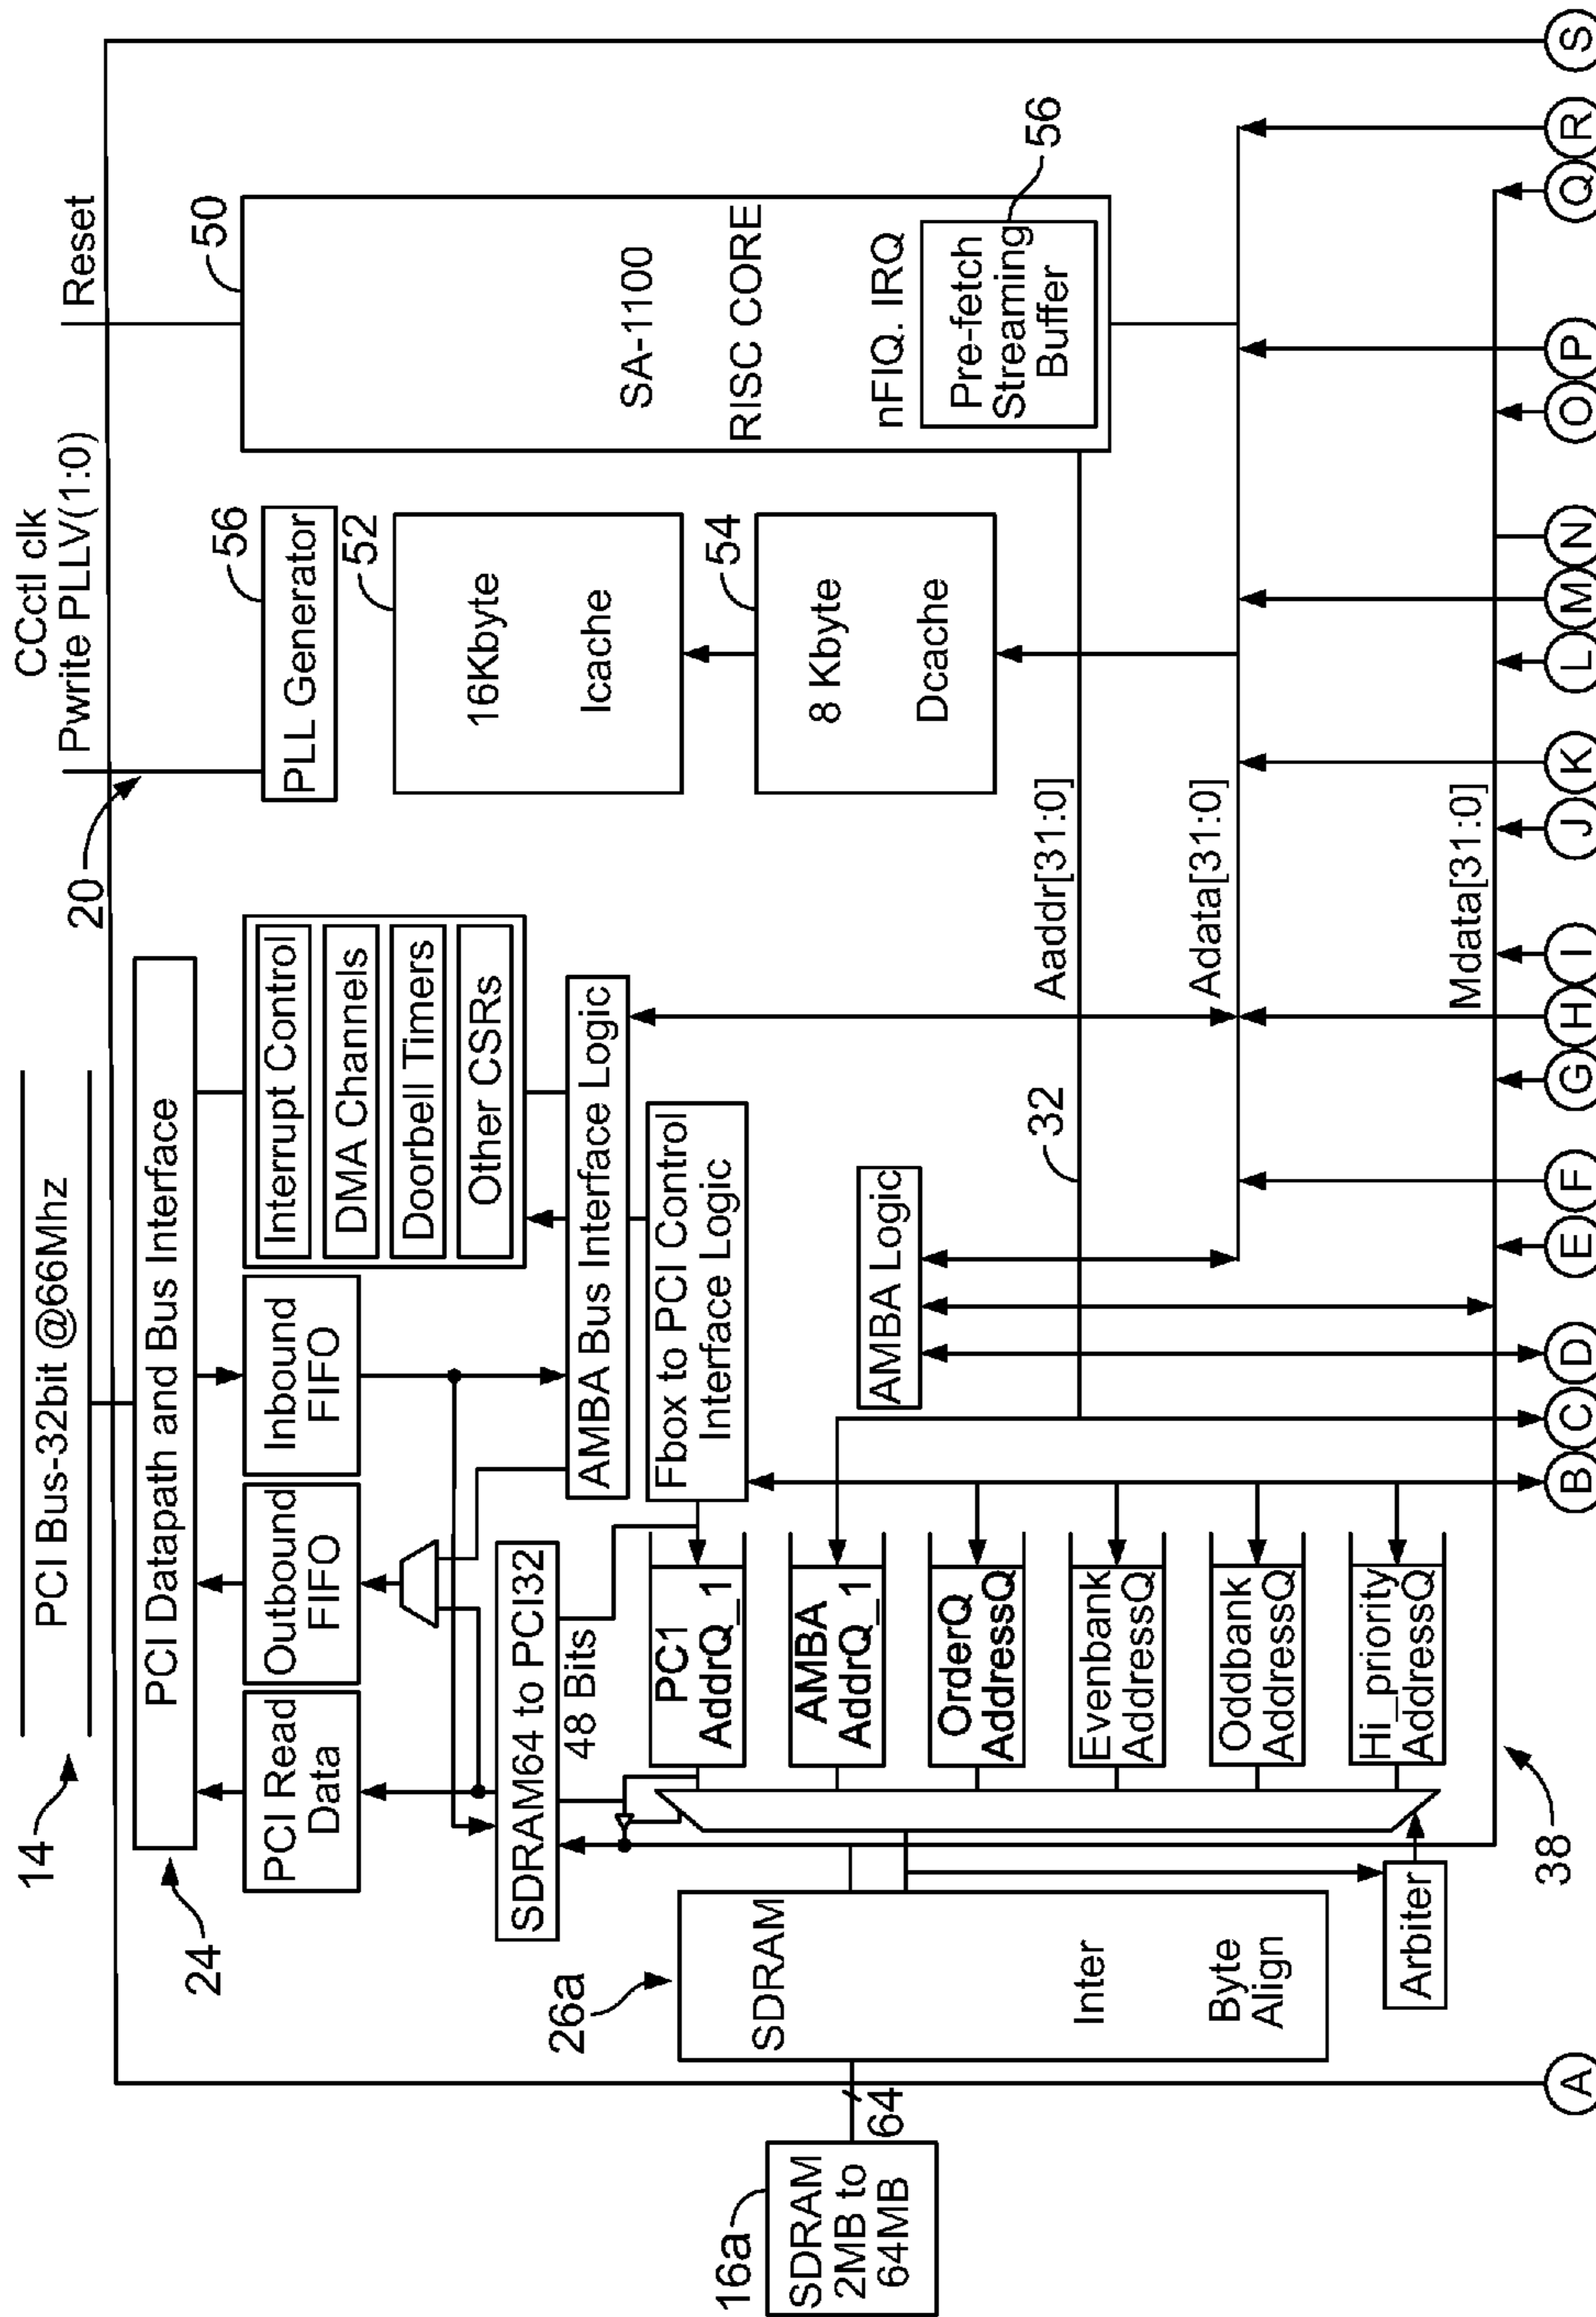 CCctl clk
Pwrite PLLV(1:0)
Reset
14
PCI Bus-32bit @66Mhz
20
24
PCI Datapath and Bus Interface
PCI Read
Data
Outbound
FIFO
Inbound
FIFO
Interrupt Control
DMA Channels
Doorbell Timers
Other CSRs
56
PLL Generator
52
16Kbyte
Icache
54
8 Kbyte
Dcache
50
SA-1100
RISC CORE
nFIQ. IRQ
Pre-fetch
Streaming
Buffer
56
SDRAM64 to PCI32
48 Bits
AMBA Bus Interface Logic
Fbox to PCI Control
Interface Logic
16a
SDRAM
2MB to
64MB
64
26a
SDRAM
Inter
Byte
Align
PC1
AddrQ_1
AMBA
AddrQ_1
OrderQ
AddressQ
Evenbank
AddressQ
Oddbank
AddressQ
Hi_priority
AddressQ
AMBA Logic
32
Aaddr[31:0]
Adata[31:0]
Mdata[31:0]
Arbiter
38
A
B
C
D
E
F
G
H
I
J
K
L
M
N
O
P
Q
R
S